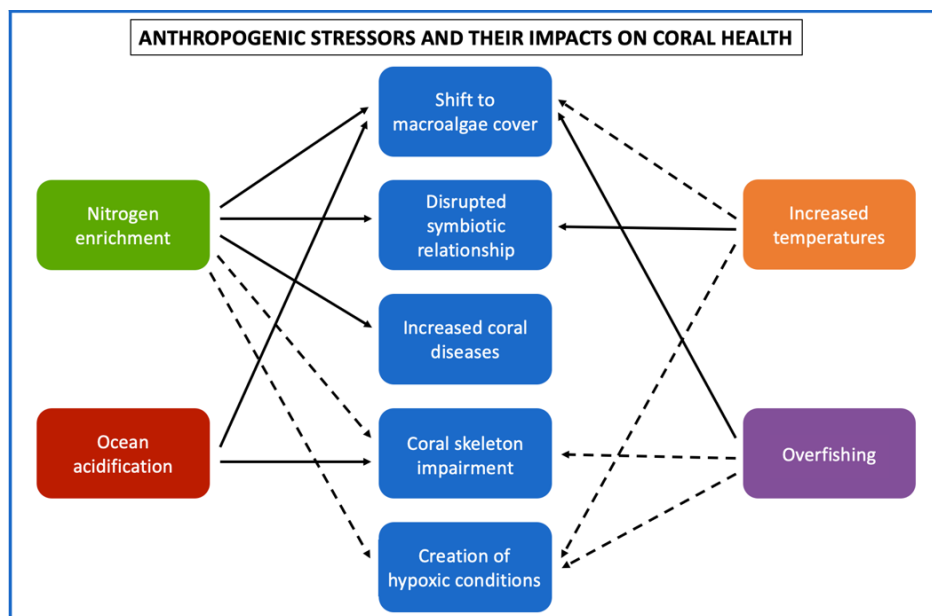 ANTHROPOGENIC STRESSORS AND THEIR IMPACTS ON CORAL HEALTH
Shift to
macroalgae cover
Nitrogen
enrichment
Disrupted
symbiotic
relationship
Increased
temperatures
Increased coral
diseases
Ocean
acidification
Coral skeleton
impairment
Overfishing
Creation of
hypoxic conditions